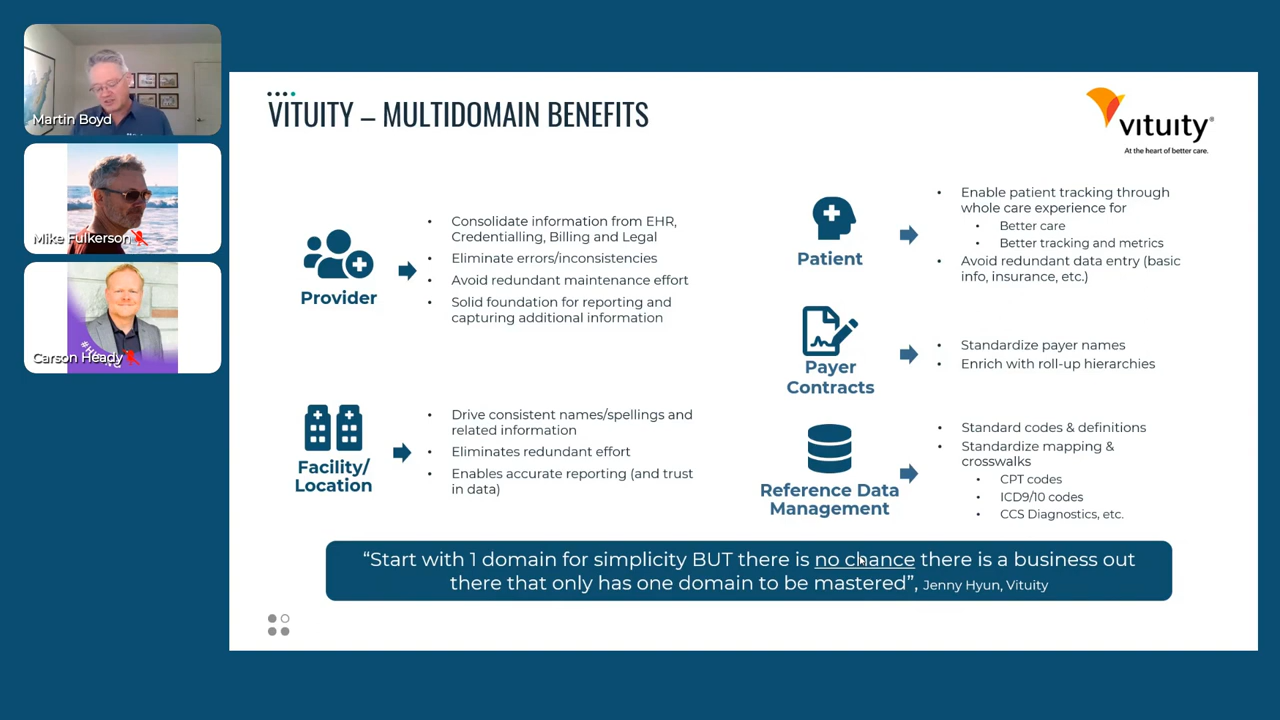 Martin Boyd
Mike Fulkerson
Carson Heady
VITUITY – MULTIDOMAIN BENEFITS
vituity®
At the heart of better care.
Provider
• Consolidate information from EHR,
Credentialling, Billing and Legal
• Eliminate errors/inconsistencies
• Avoid redundant maintenance effort
• Solid foundation for reporting and
capturing additional information
Facility/
Location
• Drive consistent names/spellings and
related information
• Eliminates redundant effort
• Enables accurate reporting (and trust
in data)
Patient
• Enable patient tracking through
whole care experience for
• Better care
• Better tracking and metrics
• Avoid redundant data entry (basic
info, insurance, etc.)
Payer
Contracts
• Standardize payer names
• Enrich with roll-up hierarchies
Reference Data
Management
• Standard codes & definitions
• Standardize mapping &
crosswalks
• CPT codes
• ICD9/10 codes
• CCS Diagnostics, etc.
“Start with 1 domain for simplicity BUT there is no chance there is a business out
there that only has one domain to be mastered”, Jenny Hyun, Vituity